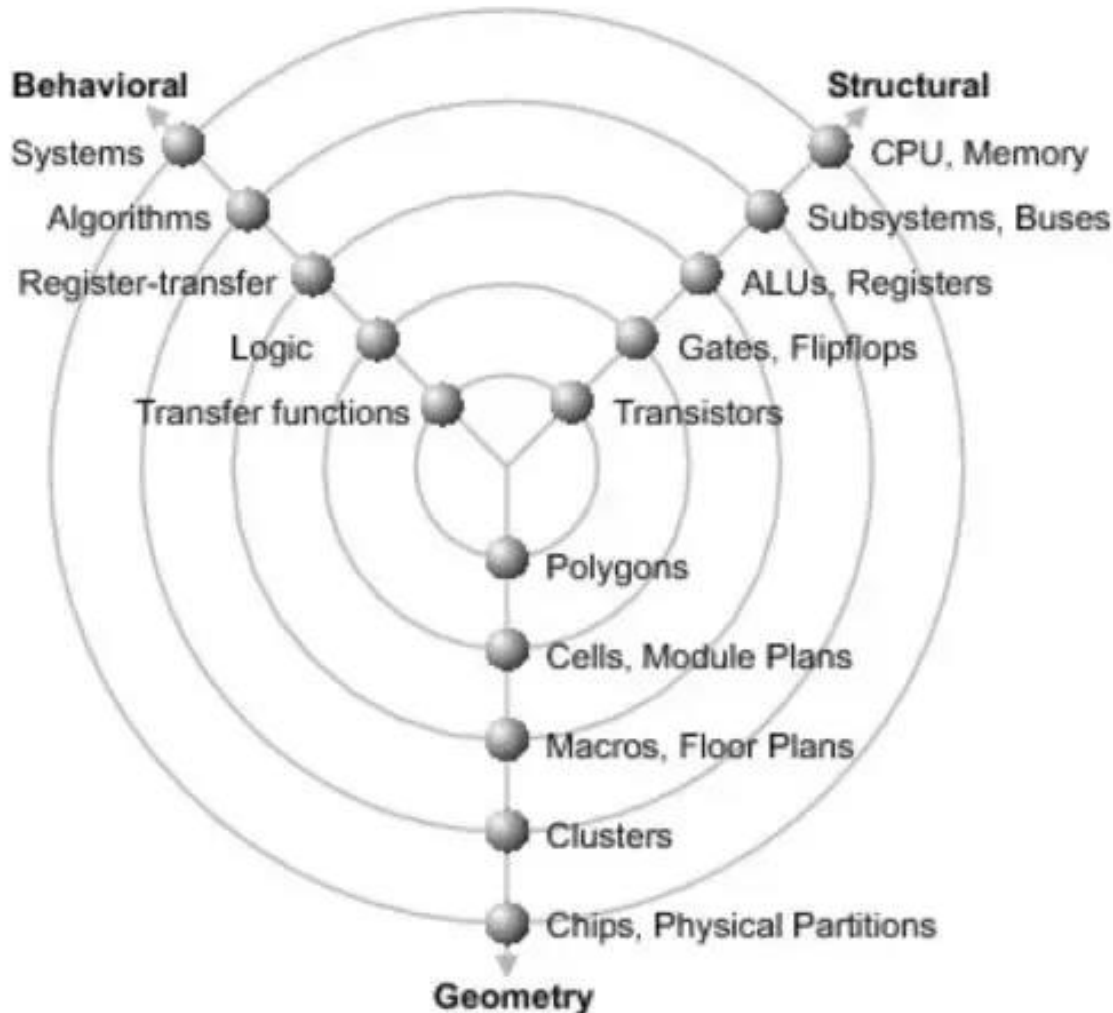 Behavioral
Structural
Systems
CPU, Memory
Algorithms
Subsystems, Buses
Register-transfer
ALUs, Registers
Logic
Gates, Flipflops
Transfer functions
Transistors
Polygons
Cells, Module Plans
Macros, Floor Plans
Clusters
Chips, Physical Partitions
Geometry